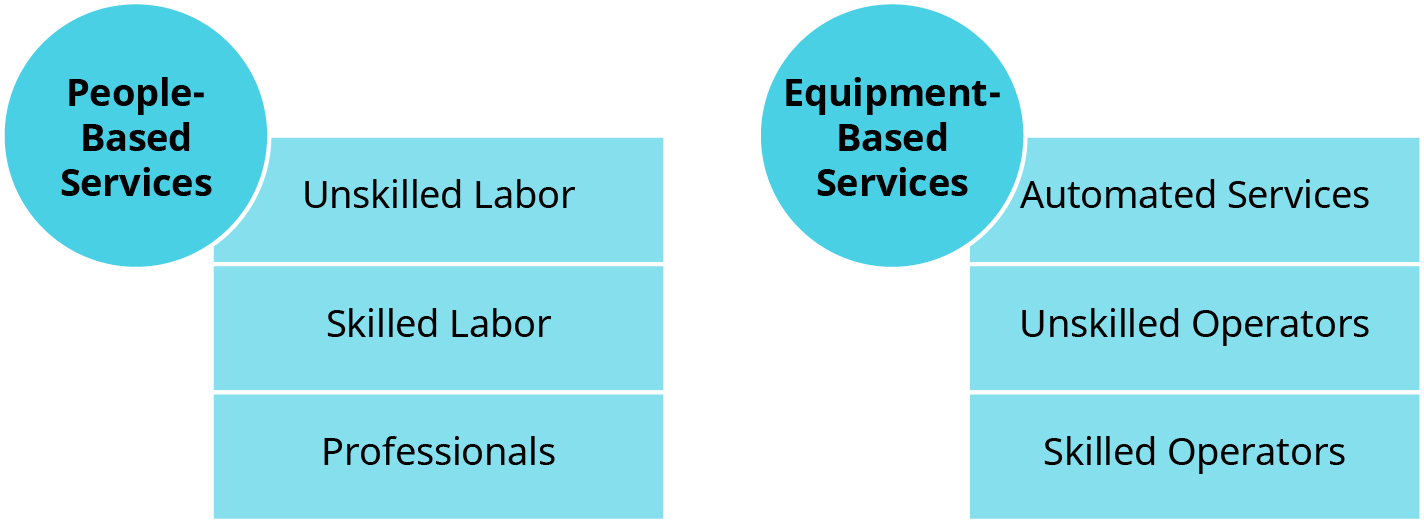 People-
Based
Services
Unskilled Labor
Skilled Labor
Professionals
Equipment-
Based
Services
Automated Services
Unskilled Operators
Skilled Operators